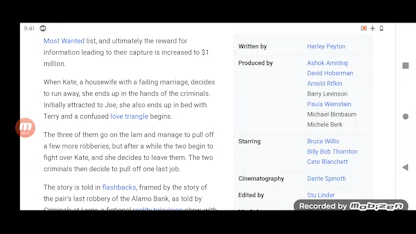 9:41
Most Wanted list, and ultimately the reward for
information leading to their capture is increased to $1
million.
When Kate, a housewife with a failing marriage, decides
to run away, she ends up in the hands of the criminals.
Initially attracted to Joe, she also ends up in bed with
Terry and a confused love triangle begins.
The three of them go on the lam and manage to pull off
a few more robberies, but after a while the two begin to
fight over Kate, and she decides to leave them. The two
criminals then decide to pull off one last job.
The story is told in flashbacks, framed by the story of
the pair's last robbery of the Alamo Bank, as told by
Criminals at Large, a fictional reality television show, with
Written by Harley Peyton
Produced by Ashok Amritraj
David Hoberman
Arnold Rifkin
Barry Levinson
Paula Weinstein
Michael Birnbaum
Michele Berk
Starring Bruce Willis
Billy Bob Thornton
Cate Blanchett
Cinematography Dante Spinotti
Edited by Stu Linder
Recorded by Mobizen